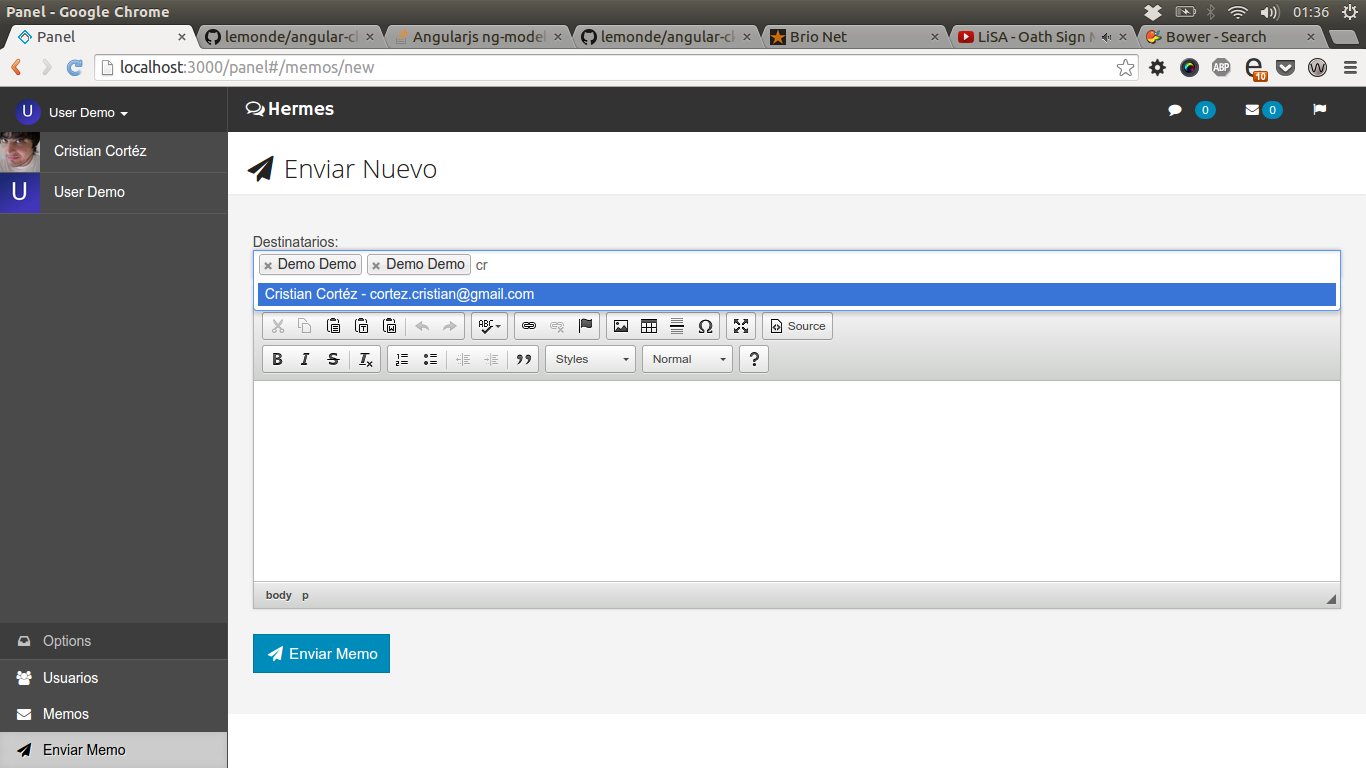 Panel - Google Chrome
01:36
Panel
lemonde/angular-c
Angularjs ng-model
lemonde/angular-c
Brio Net
LiSA - Oath Sign
Bower - Search
localhost:3000/panel#/memos/new
ABP
10
W
U User Demo
Hermes
0
0
Cristian Cortéz
U User Demo
Enviar Nuevo
Destinatarios:
× Demo Demo × Demo Demo cr
Cristian Cortéz - cortez.cristian@gmail.com
ABC Ω Source
B I S Tx Styles Normal ?
body p
Enviar Memo
Options
Usuarios
Memos
Enviar Memo